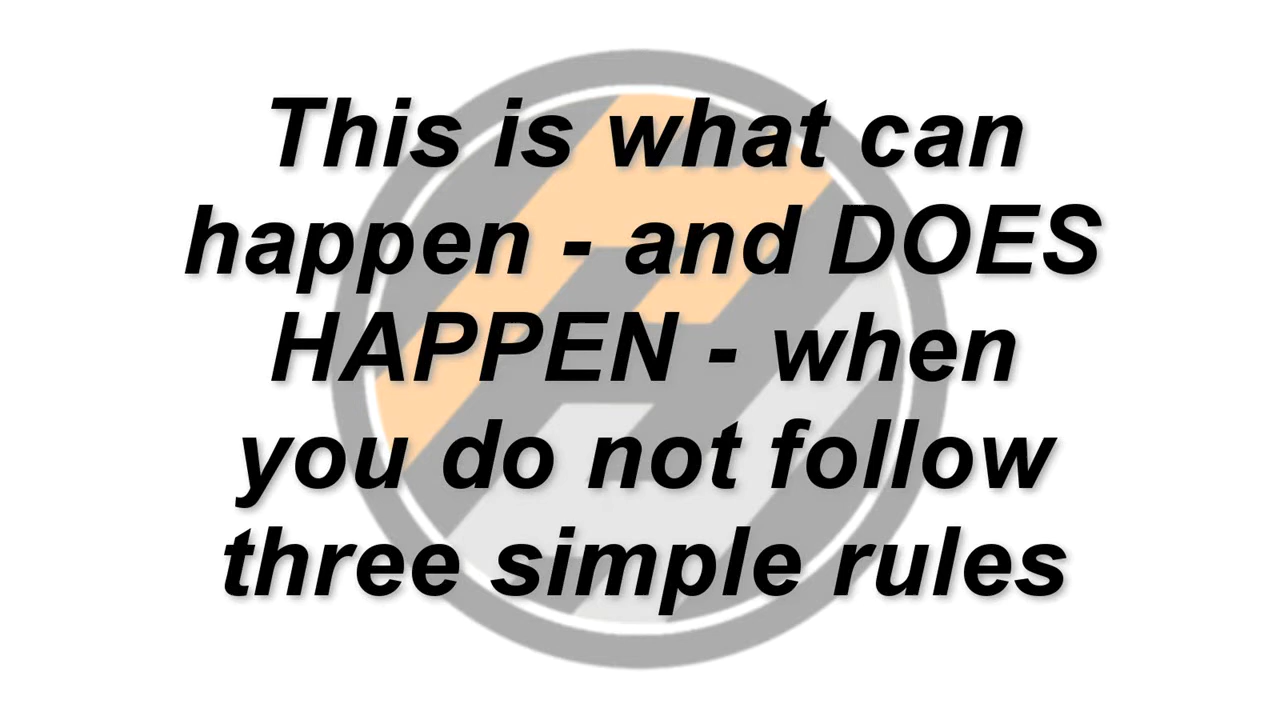 This is what can
happen - and DOES
HAPPEN - when
you do not follow
three simple rules